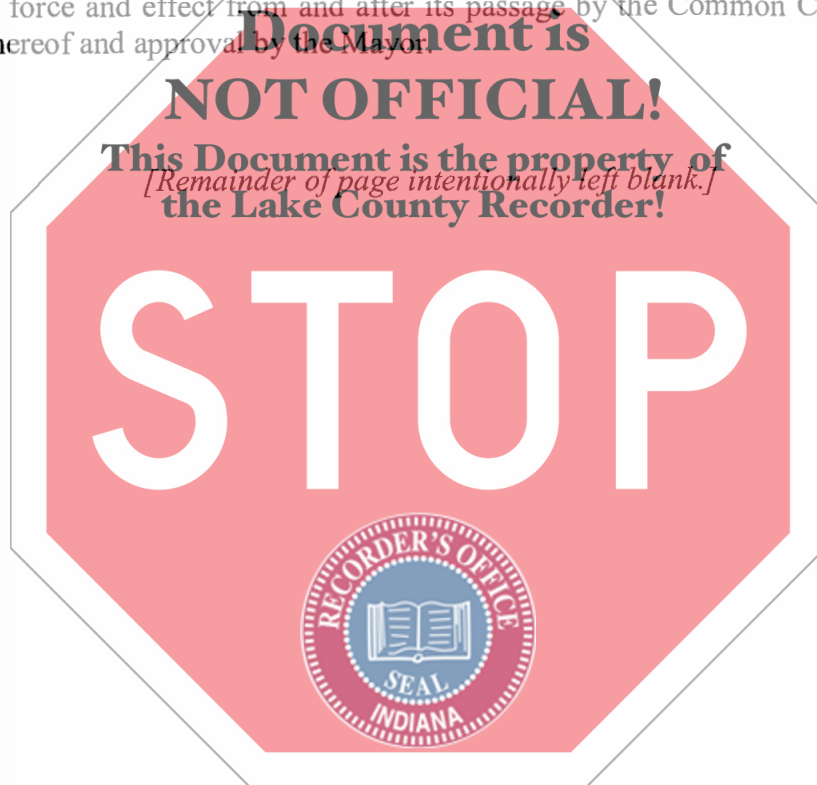 force and effect from and after its passage by the Common C
hereof and approval by the Mayor.
Document is
NOT OFFICIAL!
This Document is the property of
[Remainder of page intentionally left blank.]
the Lake County Recorder!
STOP
RECORDER'S OFFICE
SEAL
INDIANA